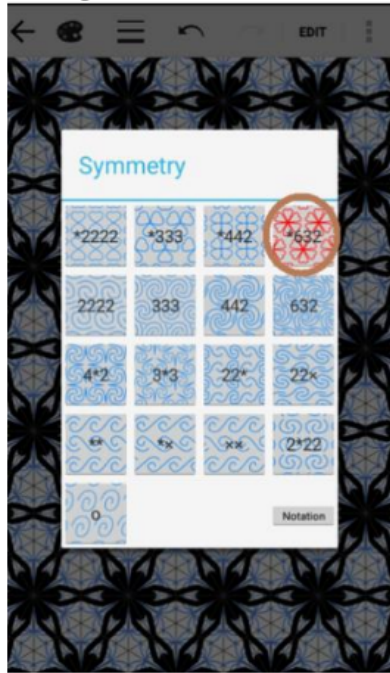 EDIT
Symmetry
*2222 *333 *442 *632
2222 333 442 632
4*2 3*3 22* 22×
** *× ×× 2*22
O
Notation